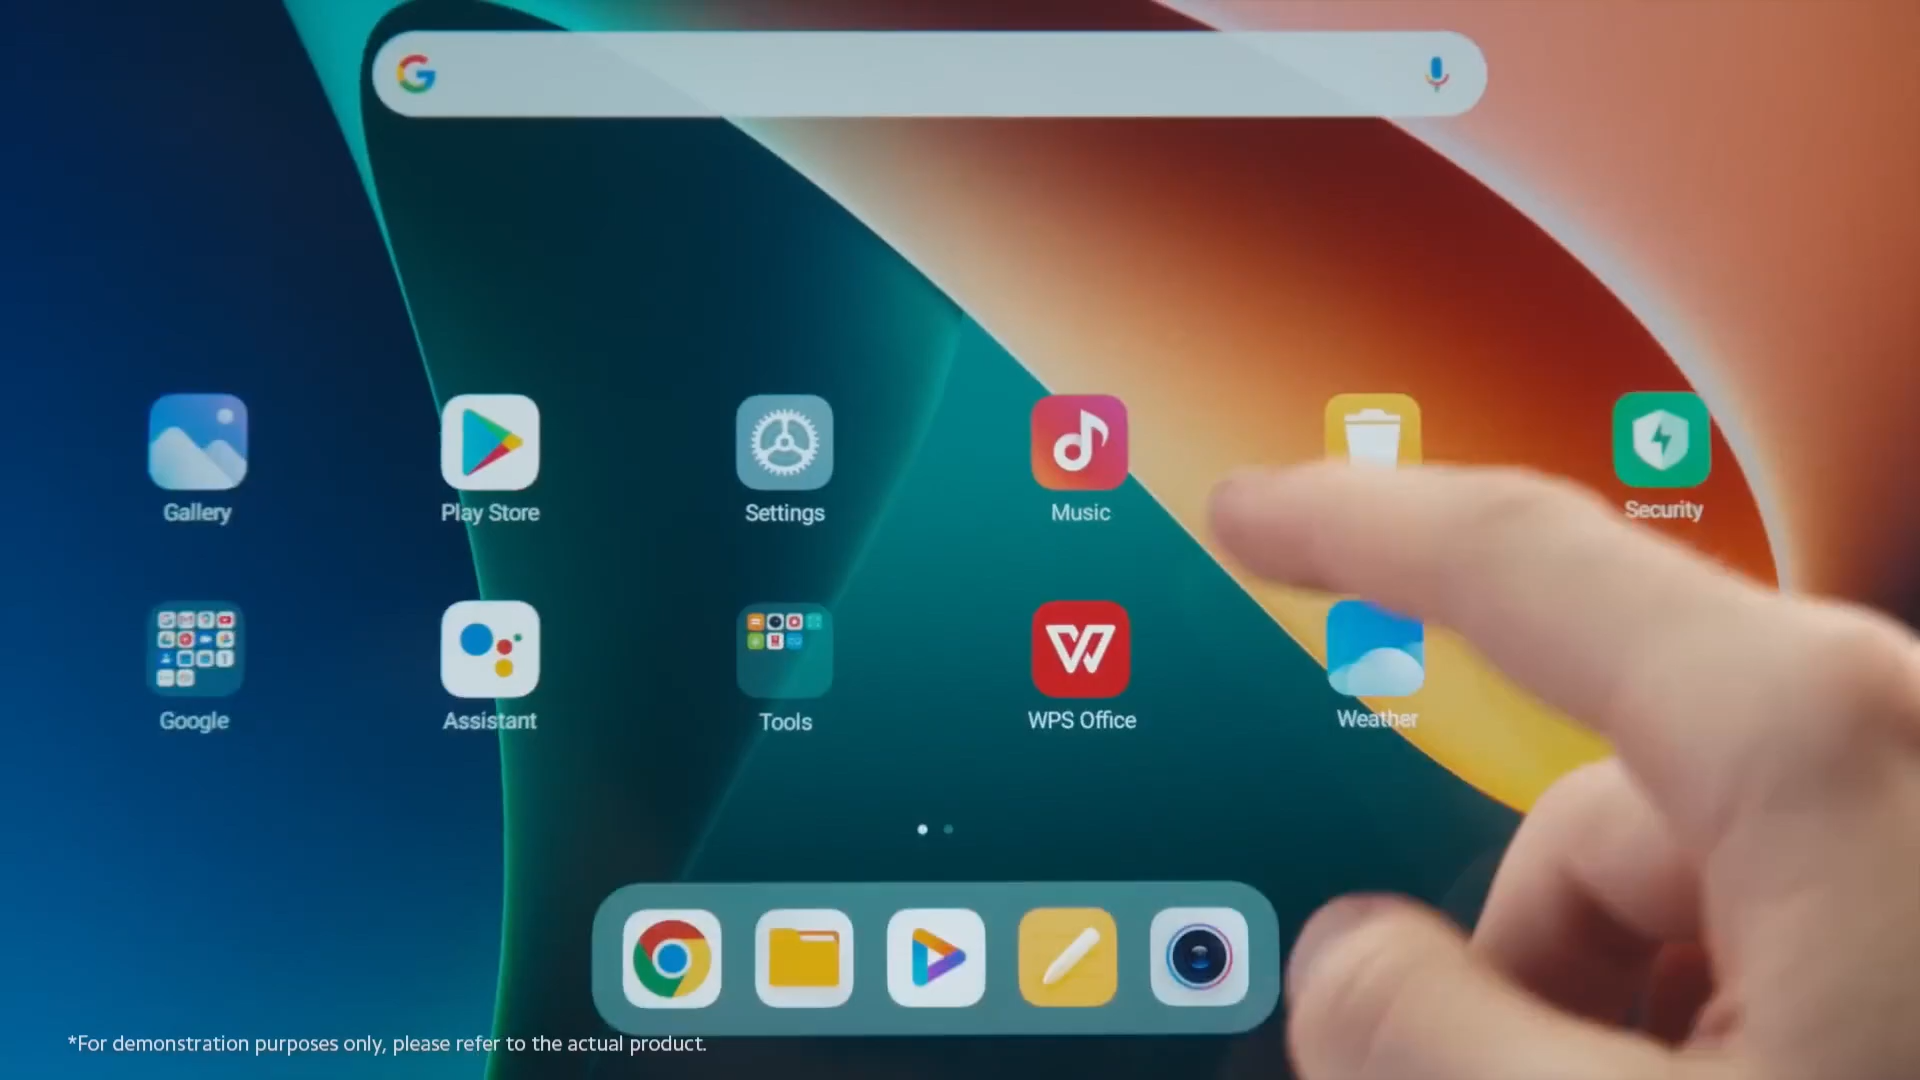 Gallery
Play Store
Settings
Music
Security
Google
Assistant
Tools
WPS Office
Weather
*For demonstration purposes only, please refer to the actual product.